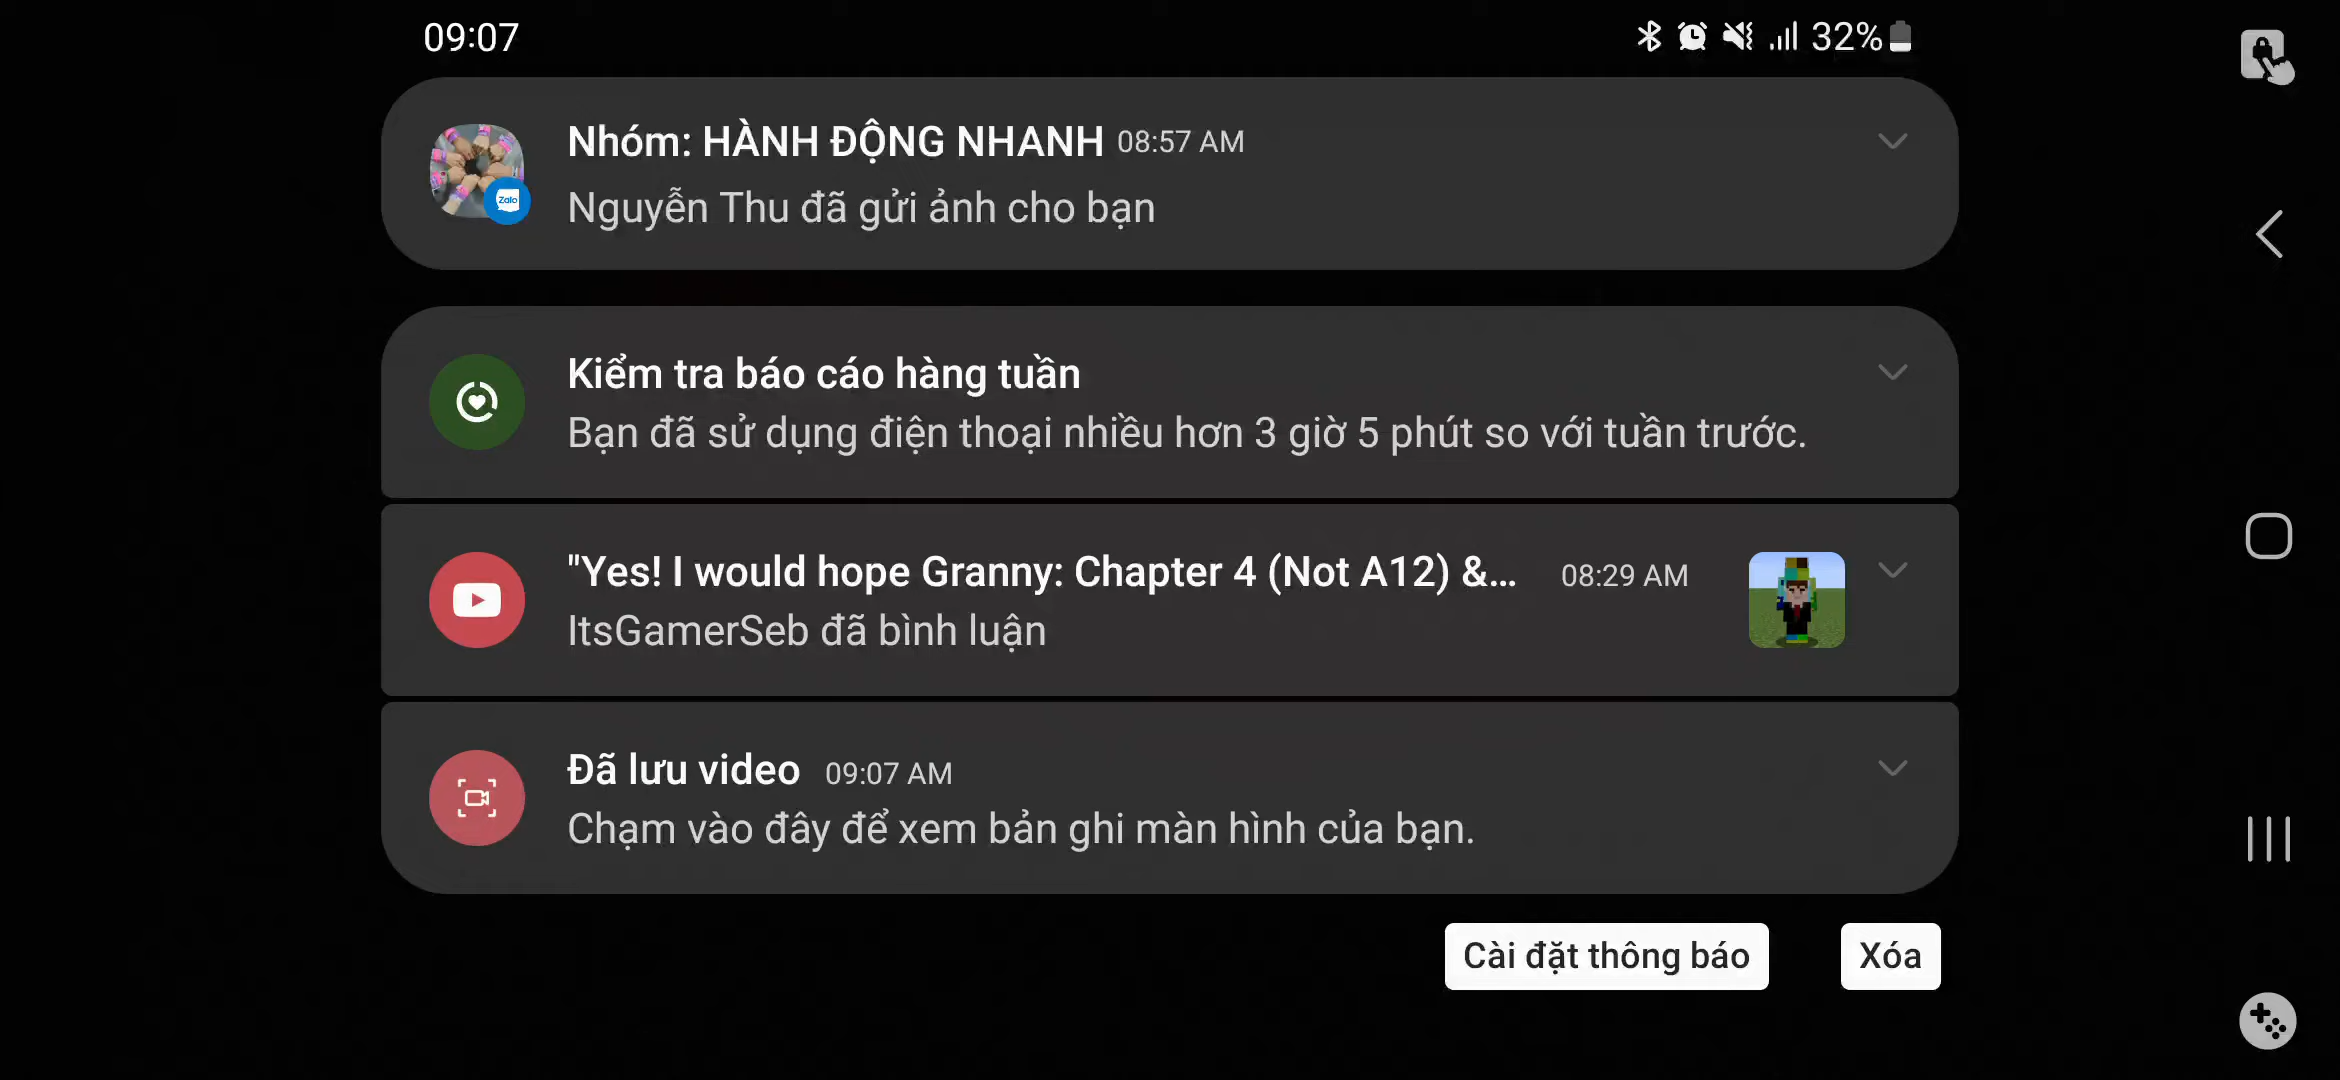 09:07
32%
Nhóm: HÀNH ĐỘNG NHANH 08:57 AM
Nguyễn Thu đã gửi ảnh cho bạn
Zalo
Kiểm tra báo cáo hàng tuần
Bạn đã sử dụng điện thoại nhiều hơn 3 giờ 5 phút so với tuần trước.
"Yes! I would hope Granny: Chapter 4 (Not A12) &... 08:29 AM
ItsGamerSeb đã bình luận
Đã lưu video 09:07 AM
Chạm vào đây để xem bản ghi màn hình của bạn.
Cài đặt thông báo Xóa